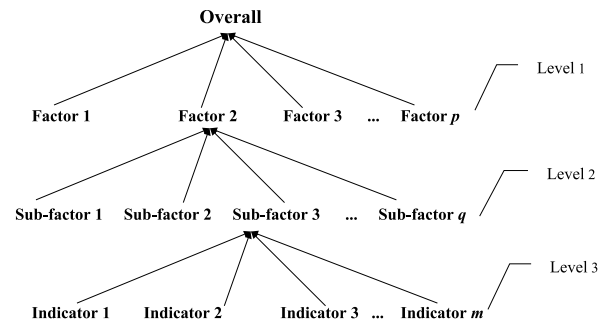 Overall
Level 1
Factor 1 Factor 2 Factor 3 ... Factor p
Level 2
Sub-factor 1 Sub-factor 2 Sub-factor 3 ... Sub-factor q
Level 3
Indicator 1 Indicator 2 Indicator 3 ... Indicator m